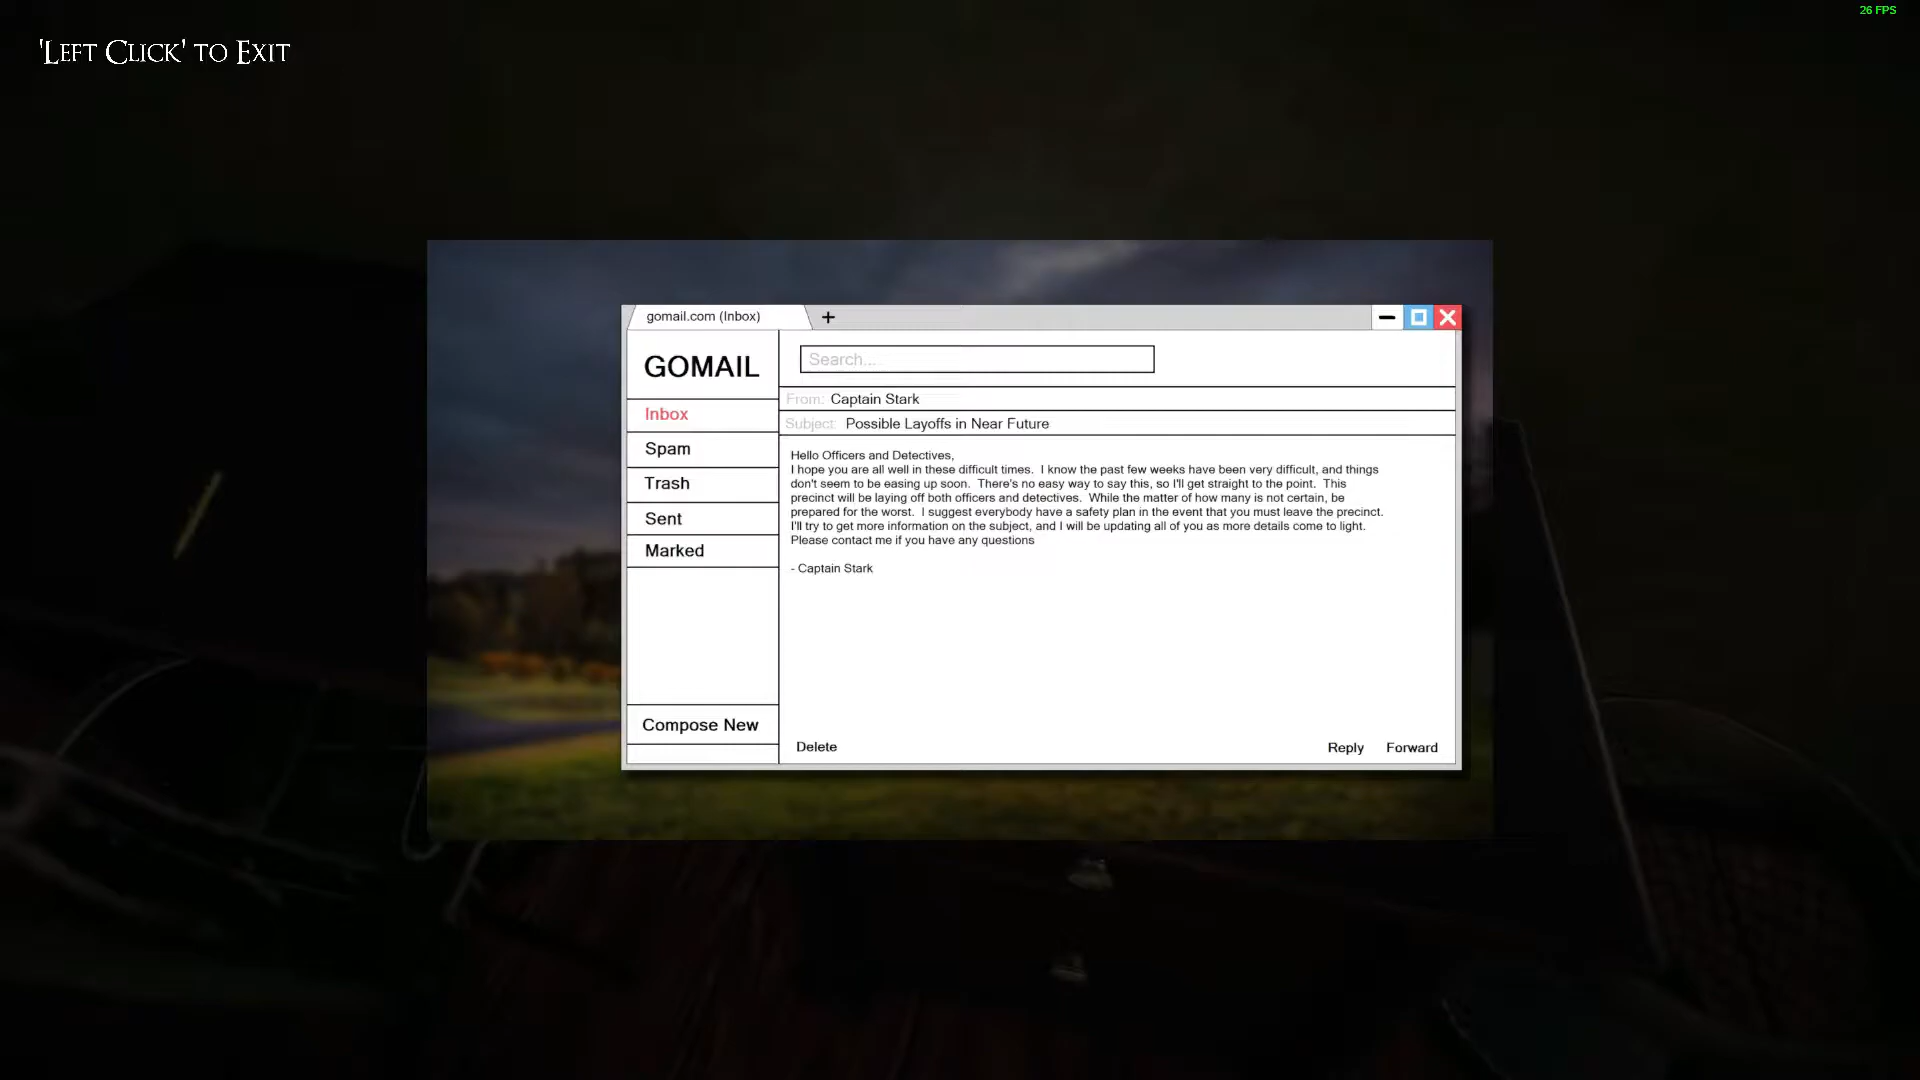 26 FPS
'Left Click' to Exit
gomail.com (Inbox) +
GOMAIL
Search...
Inbox
Spam
Trash
Sent
Marked
Compose New
From: Captain Stark
Subject: Possible Layoffs in Near Future
Hello Officers and Detectives,
I hope you are all well in these difficult times.  I know the past few weeks have been very difficult, and things
don't seem to be easing up soon.  There's no easy way to say this, so I'll get straight to the point.  This
precinct will be laying off both officers and detectives.  While the matter of how many is not certain, be
prepared for the worst.  I suggest everybody have a safety plan in the event that you must leave the precinct.
I'll try to get more information on the subject, and I will be updating all of you as more details come to light.
Please contact me if you have any questions
- Captain Stark
Delete
Reply Forward